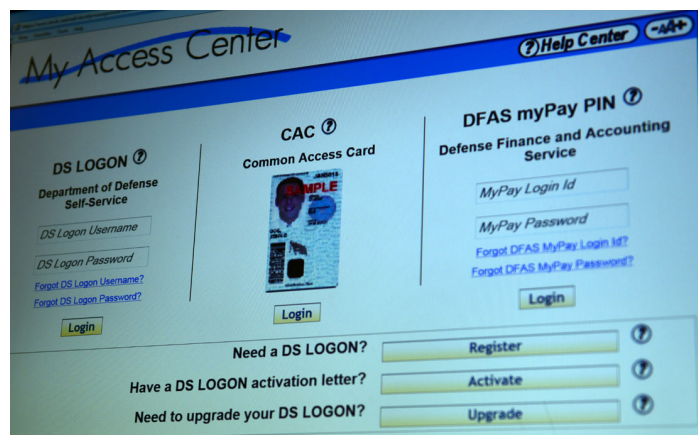 My Access Center
Help Center
-AA+
DS LOGON
Department of Defense
Self-Service
DS Logon Username
DS Logon Password
Forgot DS Logon Username?
Forgot DS Logon Password?
Login
CAC
Common Access Card
SAMPLE
Login
DFAS myPay PIN
Defense Finance and Accounting
Service
MyPay Login Id
MyPay Password
Forgot DFAS MyPay Login Id?
Forgot DFAS MyPay Password?
Login
Need a DS LOGON?
Register
Have a DS LOGON activation letter?
Activate
Need to upgrade your DS LOGON?
Upgrade